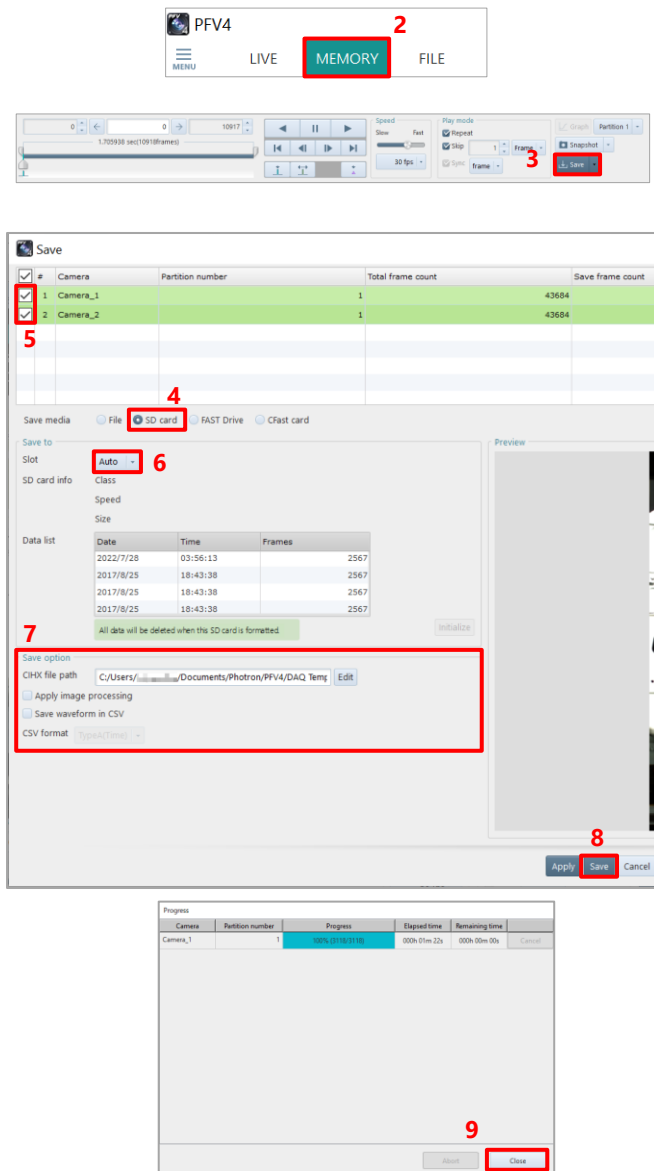 PFV4
2
MENU
LIVE MEMORY FILE
0 0 10917
1.705938 sec(10918frames)
Speed
Slow Fast
30 fps
Play mode
Repeat
Skip 1 Frame
Sync frame
3
Graph Partition 1
Snapshot
Save
Save
# Camera Partition number Total frame count Save frame count
1 Camera_1 1 43684
2 Camera_2 1 43684
5
4
Save media File SD card FAST Drive CFast card
Save to
Preview
Slot Auto 6
SD card info Class
Speed
Size
Data list Date Time Frames
2022/7/28 03:56:13 2567
2017/8/25 18:43:38 2567
2017/8/25 18:43:38 2567
2017/8/25 18:43:38 2567
7
All data will be deleted when this SD card is formatted. Initialize
Save option
CIHX file path C:/Users/ /Documents/Photron/PFV4/DAQ Temp Edit
Apply image processing
Save waveform in CSV
CSV format TypeA(Time)
8
Apply Save Cancel
Progress
Camera Partition number Progress Elapsed time Remaining time
Camera_1 1 100% (3118/3118) 000h 01m 22s 000h 00m 00s Cancel
9
Abort Close